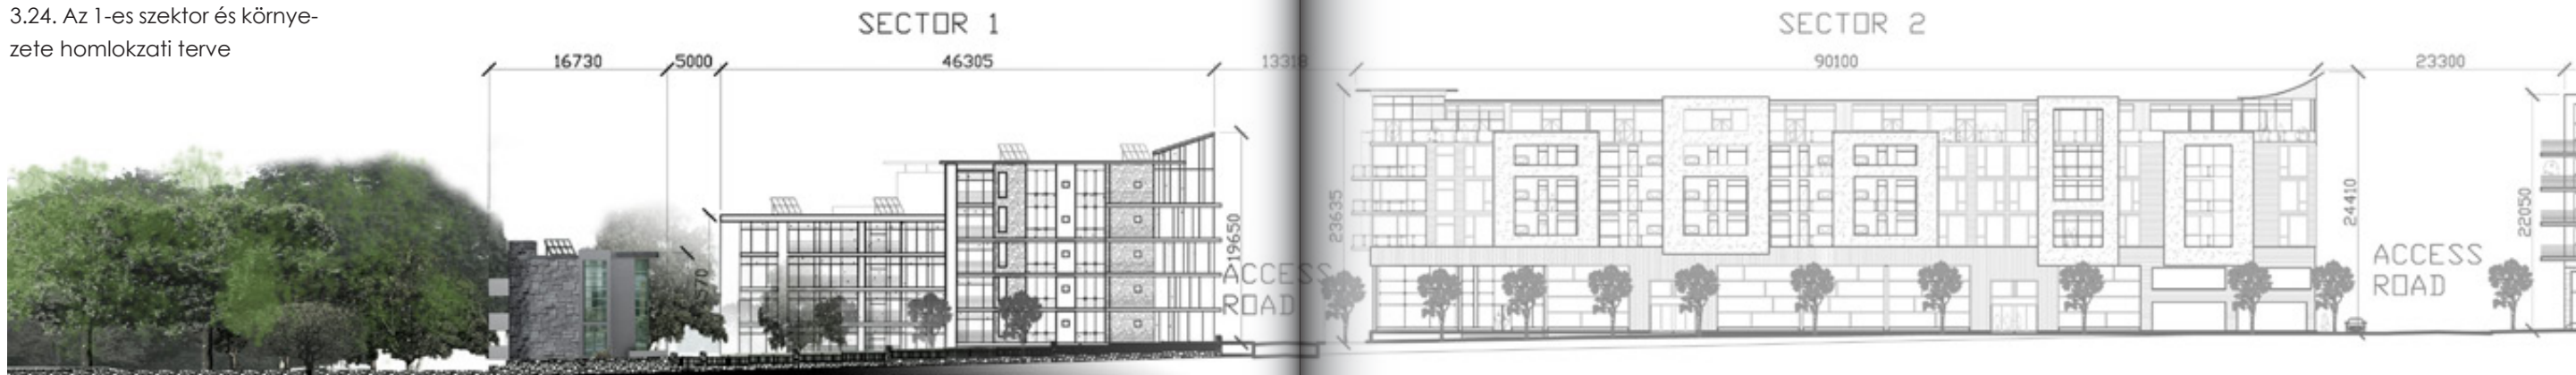 3.24. Az 1-es szektor és környe-
zete homlokzati terve
SECTOR 1
SECTOR 2
16730
5000
46305
13318
90100
23300
19650
23635
24410
22050
ACCESS
ROAD
ACCESS
ROAD